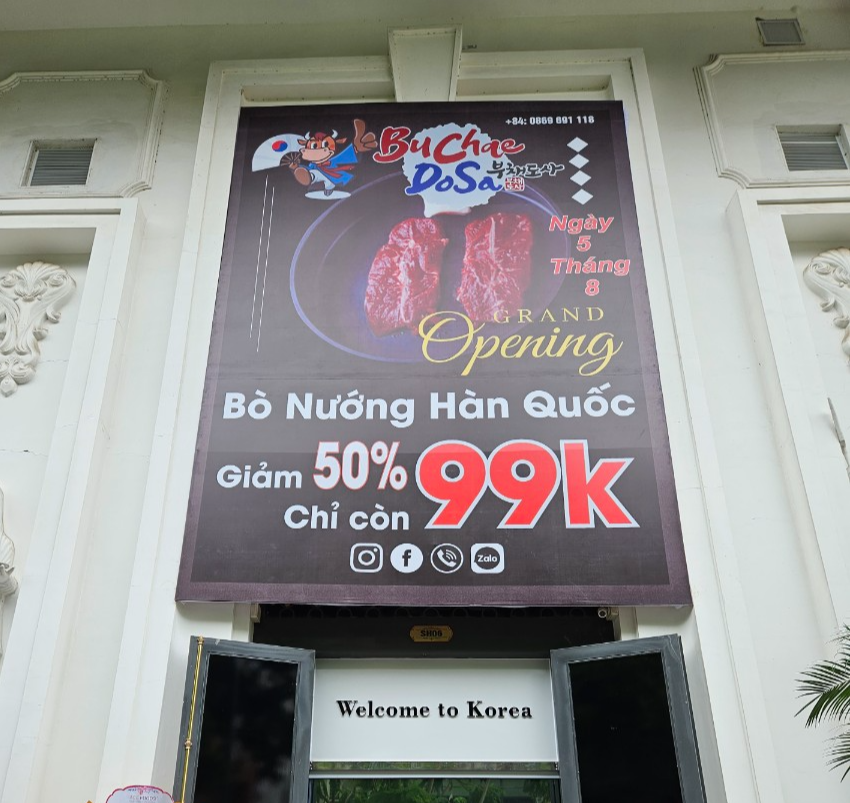 +84: 0869 691 118
BuChae
DoSa 부채도사
Ngày
5
Tháng
8
GRAND
Opening
Bò Nướng Hàn Quốc
Giảm 50% 99k
Chỉ còn
Zalo
SH09
Welcome to Korea